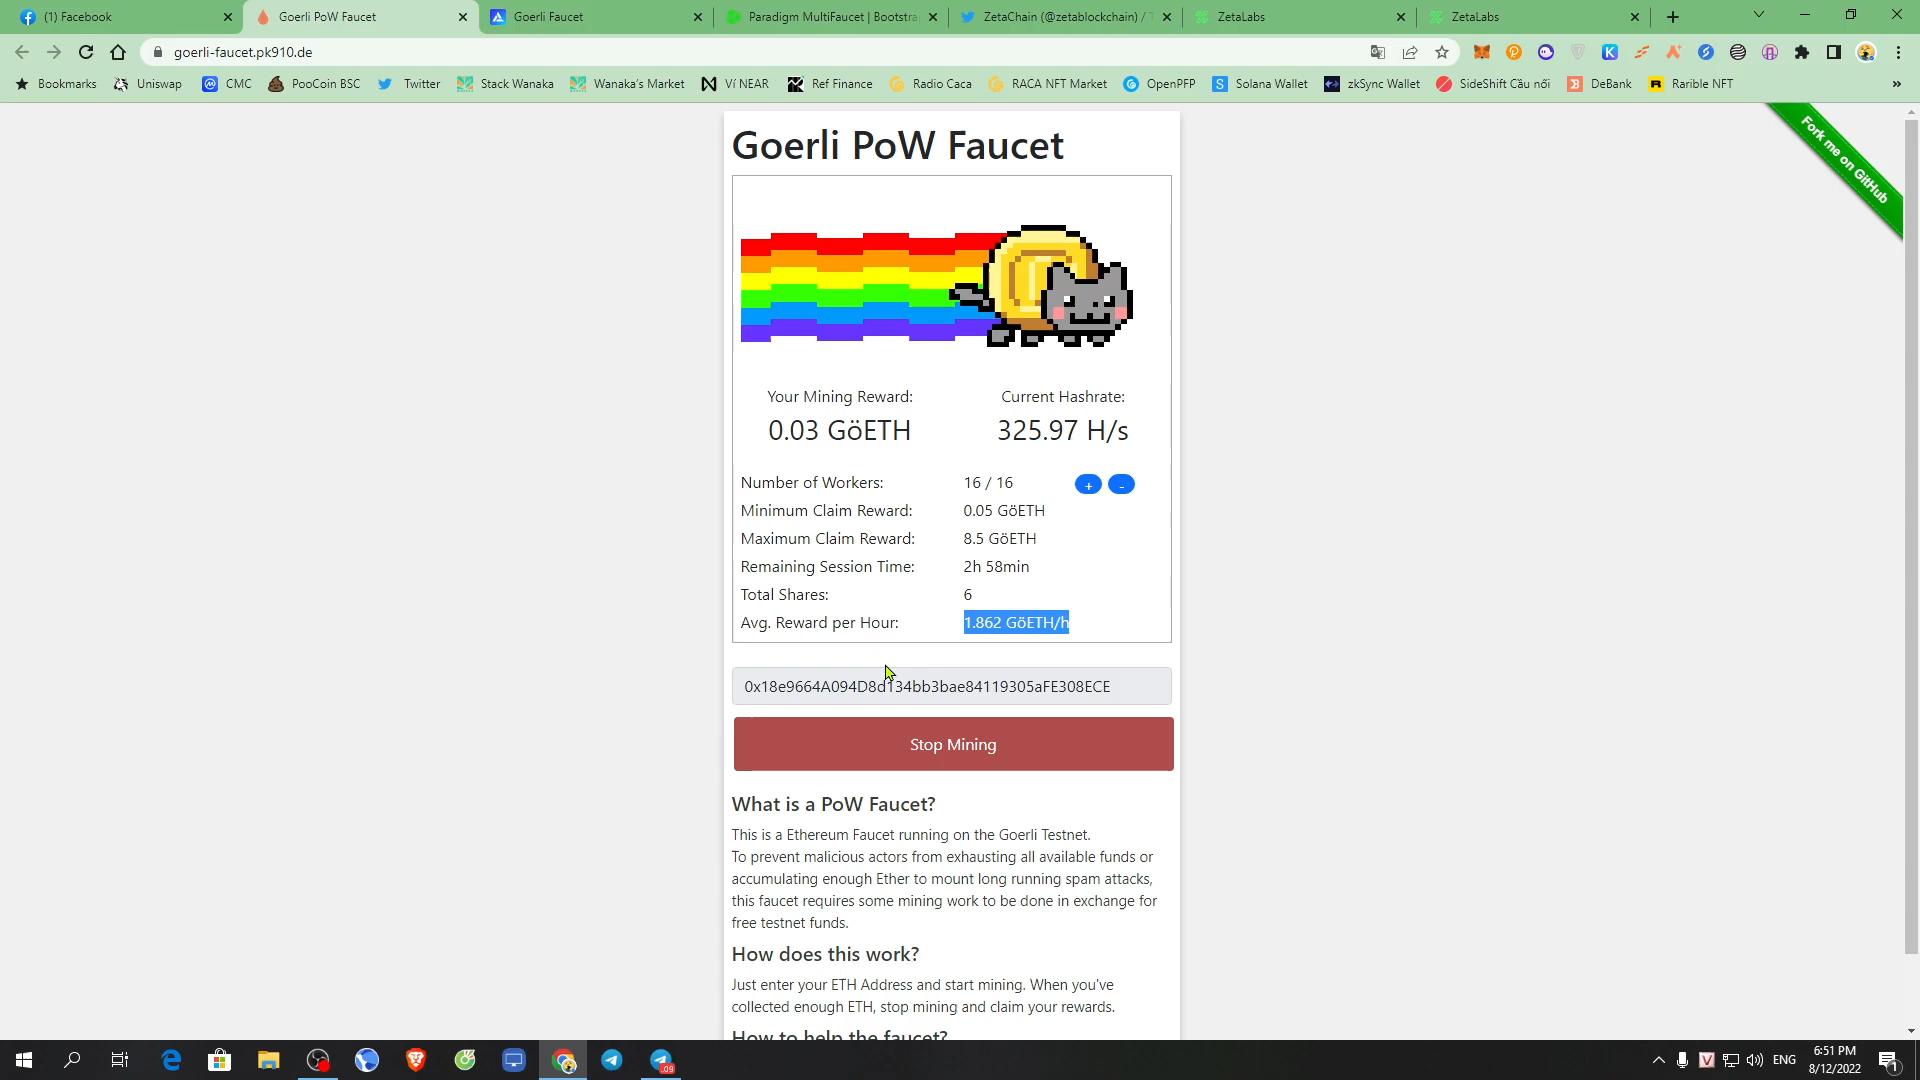 (1) Facebook
Goerli PoW Faucet
Goerli Faucet
Paradigm MultiFaucet | Bootstra
ZetaChain (@zetablockchain) / T
ZetaLabs
ZetaLabs
goerli-faucet.pk910.de
Bookmarks
Uniswap
CMC
PooCoin BSC
Twitter
Stack Wanaka
Wanaka's Market
Ví NEAR
Ref Finance
Radio Caca
RACA NFT Market
OpenPFP
Solana Wallet
zkSync Wallet
SideShift Cầu nối
DeBank
Rarible NFT
»
Fork me on GitHub
Goerli PoW Faucet
Your Mining Reward:
0.03 GöETH
Current Hashrate:
325.97 H/s
Number of Workers: 16 / 16 + -
Minimum Claim Reward: 0.05 GöETH
Maximum Claim Reward: 8.5 GöETH
Remaining Session Time: 2h 58min
Total Shares: 6
Avg. Reward per Hour: 1.862 GöETH/h
0x18e9664A094D8d134bb3bae84119305aFE308ECE
Stop Mining
What is a PoW Faucet?
This is a Ethereum Faucet running on the Goerli Testnet.
To prevent malicious actors from exhausting all available funds or
accumulating enough Ether to mount long running spam attacks,
this faucet requires some mining work to be done in exchange for
free testnet funds.
How does this work?
Just enter your ETH Address and start mining. When you've
collected enough ETH, stop mining and claim your rewards.
How to help the faucet?
.09
V
ENG
6:51 PM
8/12/2022
1